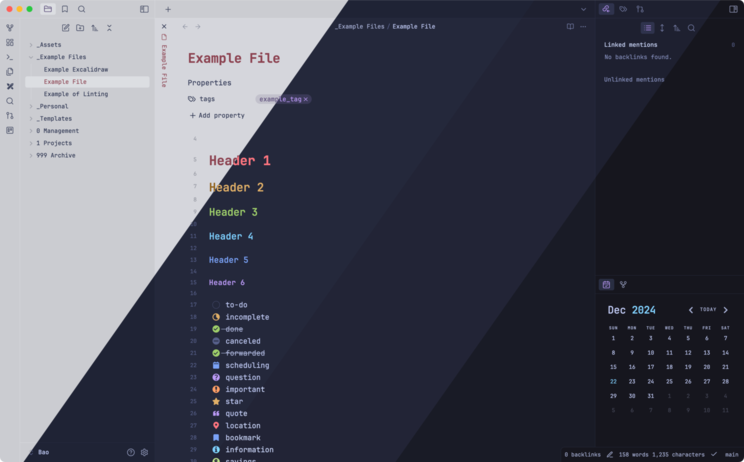 _Assets
_Example Files
Example Excalidraw
Example File
Example of Linting
_Personal
_Templates
0 Management
1 Projects
999 Archive
Bao
Example File
_Example Files / Example File
Example File
Properties
tags
example_tag ×
+ Add property
4
5
Header 1
6
7
Header 2
8
9
Header 3
10
11
Header 4
12
13
Header 5
14
15
Header 6
16
17 to-do
18 incomplete
19 done
20 canceled
21 forwarded
22 scheduling
23 question
24 important
25 star
26 quote
27 location
28 bookmark
29 information
30 savings
Linked mentions 0
No backlinks found.
Unlinked mentions
Dec 2024 TODAY
SUN MON TUE WED THU FRI SAT
1 2 3 4 5 6 7
8 9 10 11 12 13 14
15 16 17 18 19 20 21
22 23 24 25 26 27 28
29 30 31 1 2 3 4
5 6 7 8 9 10 11
0 backlinks 150 words 1,235 characters main